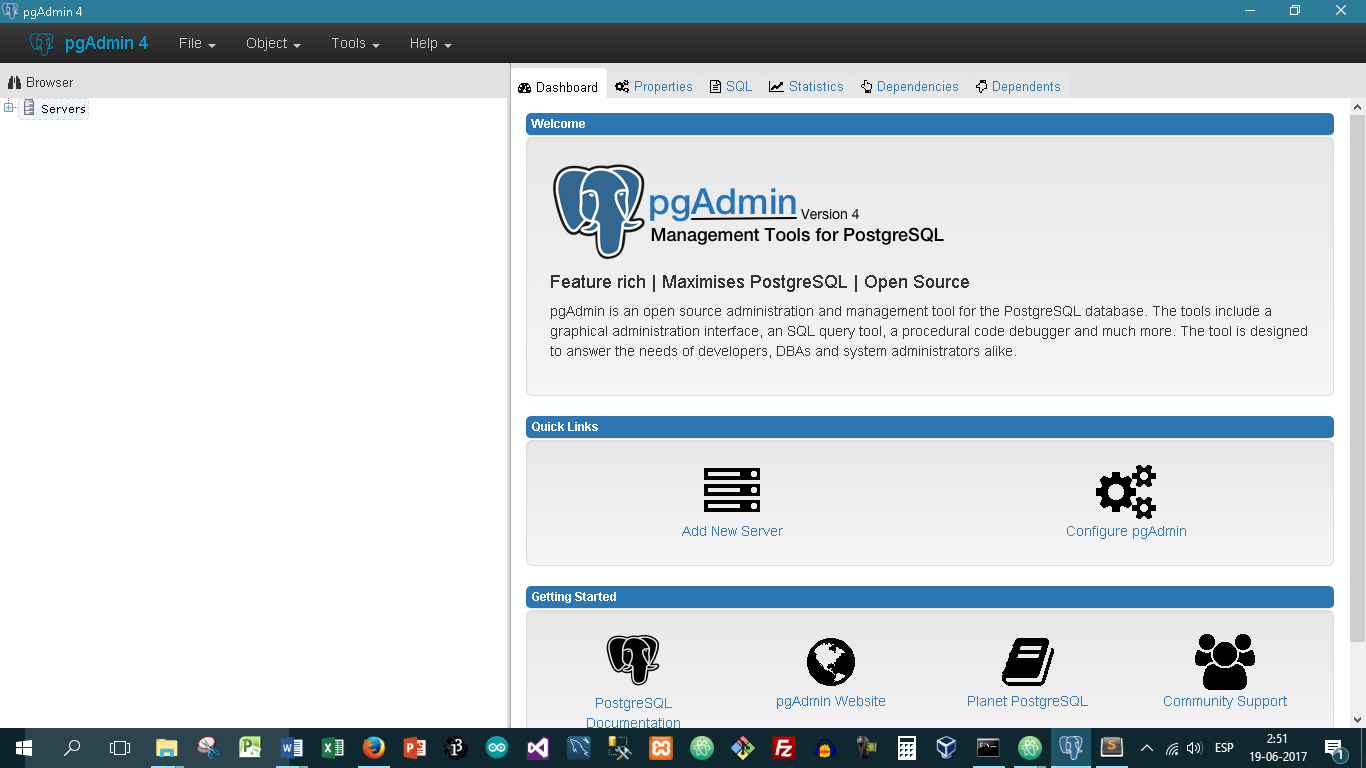 pgAdmin 4
pgAdmin 4 File Object Tools Help
Browser
Servers
Dashboard Properties SQL Statistics Dependencies Dependents
Welcome
pgAdmin Version 4
Management Tools for PostgreSQL
Feature rich | Maximises PostgreSQL | Open Source
pgAdmin is an open source administration and management tool for the PostgreSQL database. The tools include a
graphical administration interface, an SQL query tool, a procedural code debugger and much more. The tool is designed
to answer the needs of developers, DBAs and system administrators alike.
Quick Links
Add New Server
Configure pgAdmin
Getting Started
PostgreSQL
Documentation
pgAdmin Website
Planet PostgreSQL
Community Support
ESP
2:51
19-06-2017
1